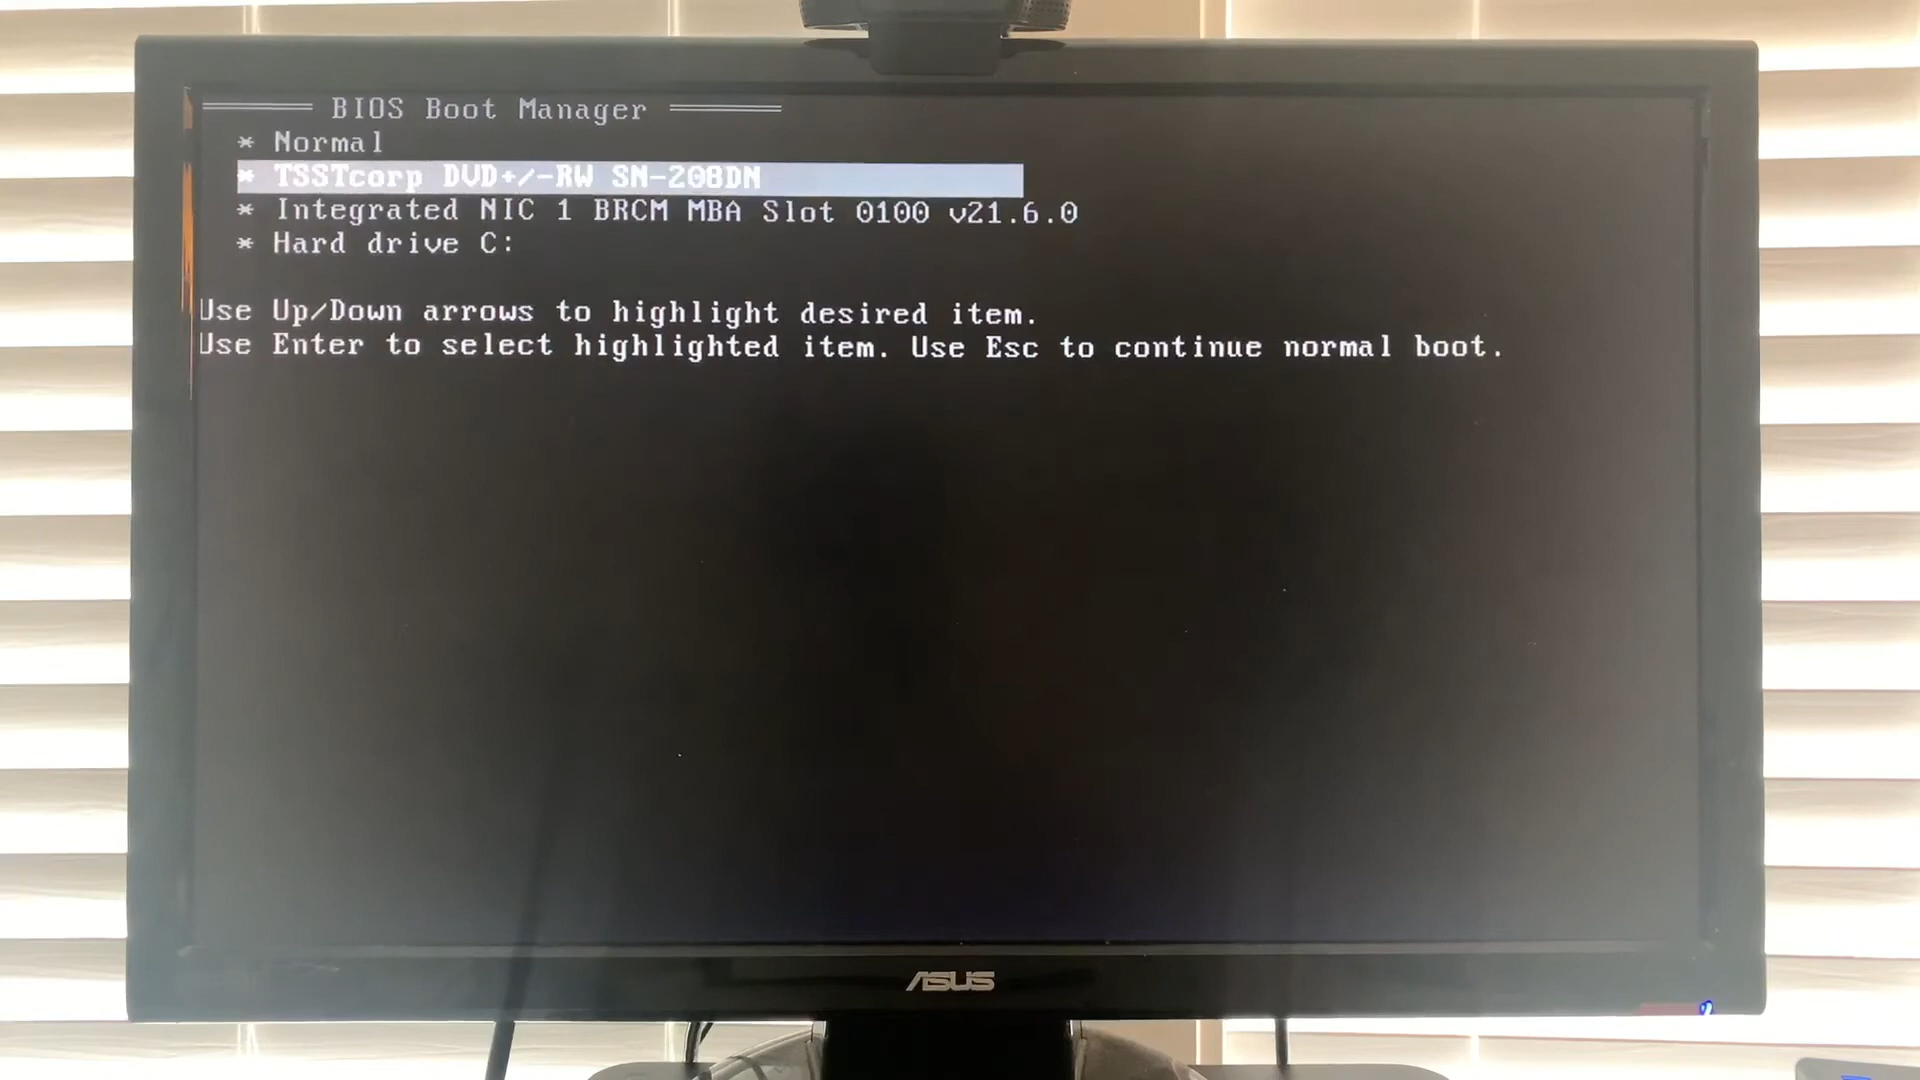 BIOS Boot Manager
* Normal
* TSSTcorp DVD+/-RW SN-208DN
* Integrated NIC 1 BRCM MBA Slot 0100 v21.6.0
* Hard drive C:
Use Up/Down arrows to highlight desired item.
Use Enter to select highlighted item. Use Esc to continue normal boot.
ASUS